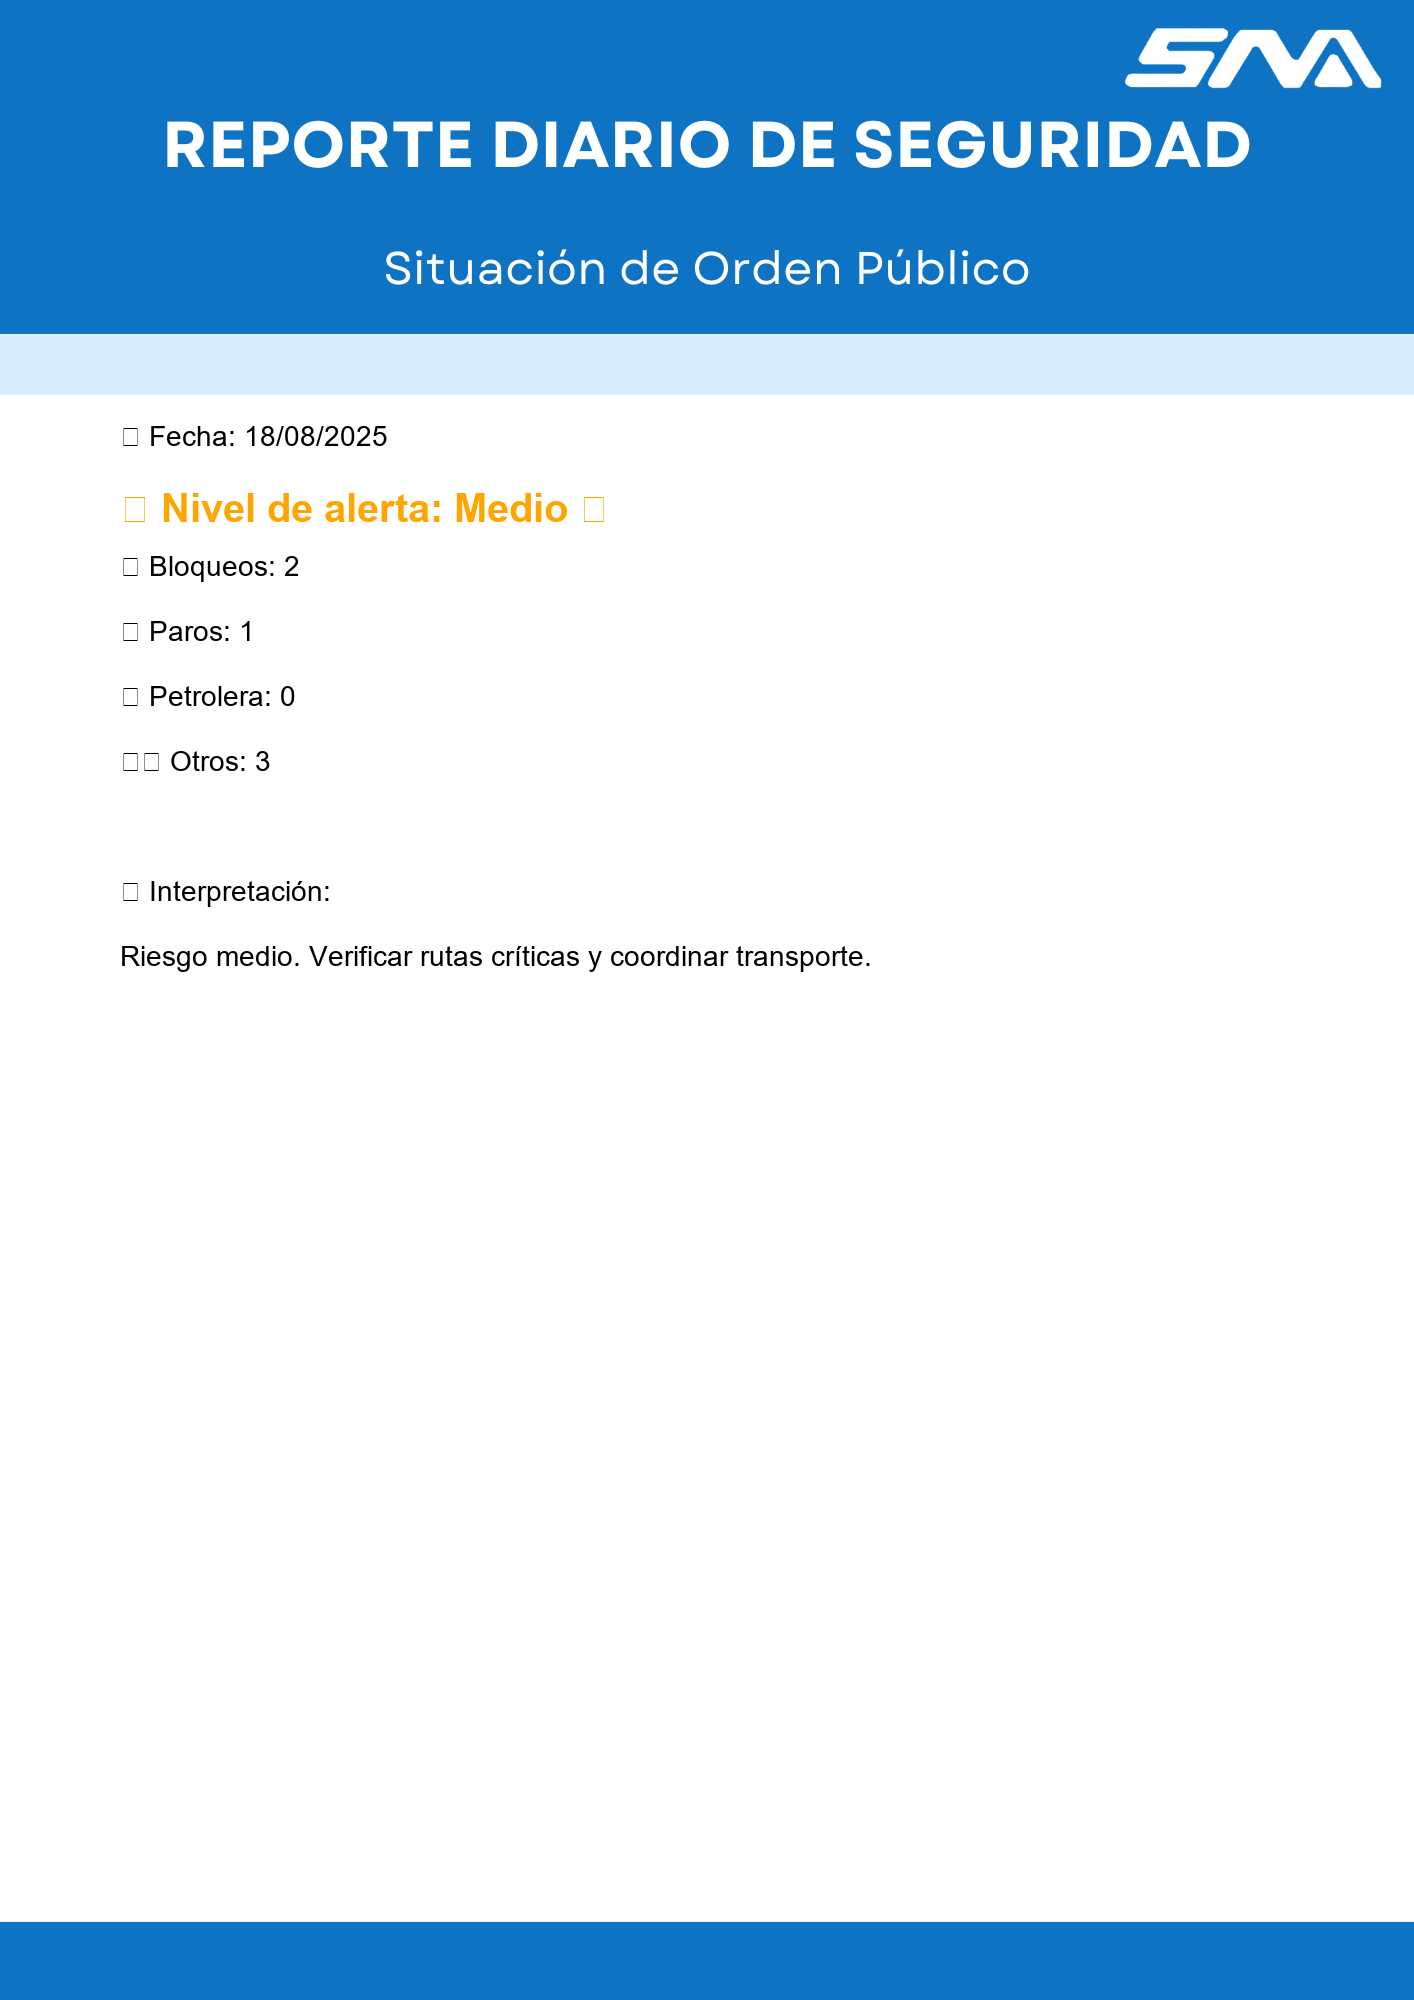 SMA
REPORTE DIARIO DE SEGURIDAD
Situación de Orden Público
□ Fecha: 18/08/2025
□ Nivel de alerta: Medio □
□ Bloqueos: 2
□ Paros: 1
□ Petrolera: 0
□□ Otros: 3
□ Interpretación:
Riesgo medio. Verificar rutas críticas y coordinar transporte.